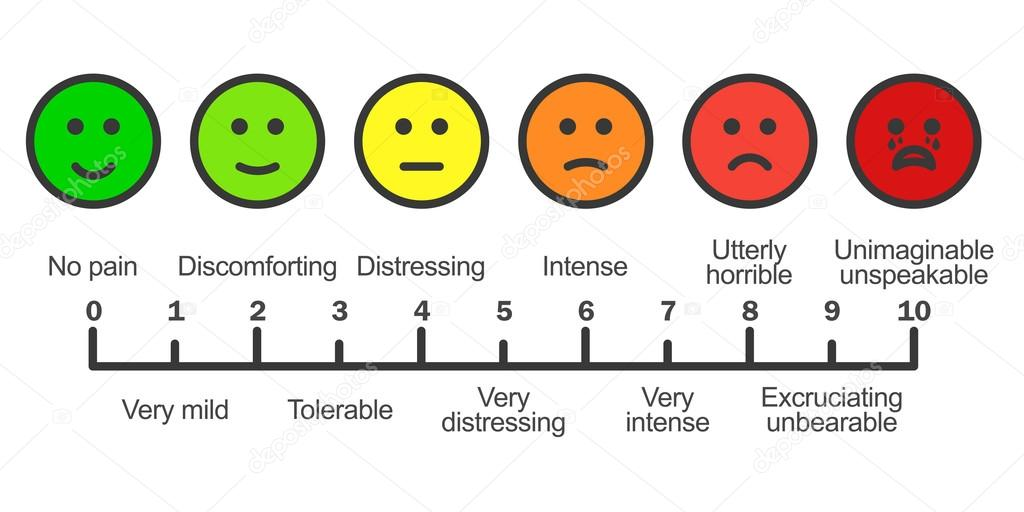 No pain
Discomforting
Distressing
Intense
Utterly
horrible
Unimaginable
unspeakable
0 1 2 3 4 5 6 7 8 9 10
Very mild
Tolerable
Very
distressing
Very
intense
Excruciating
unbearable
depositphotos